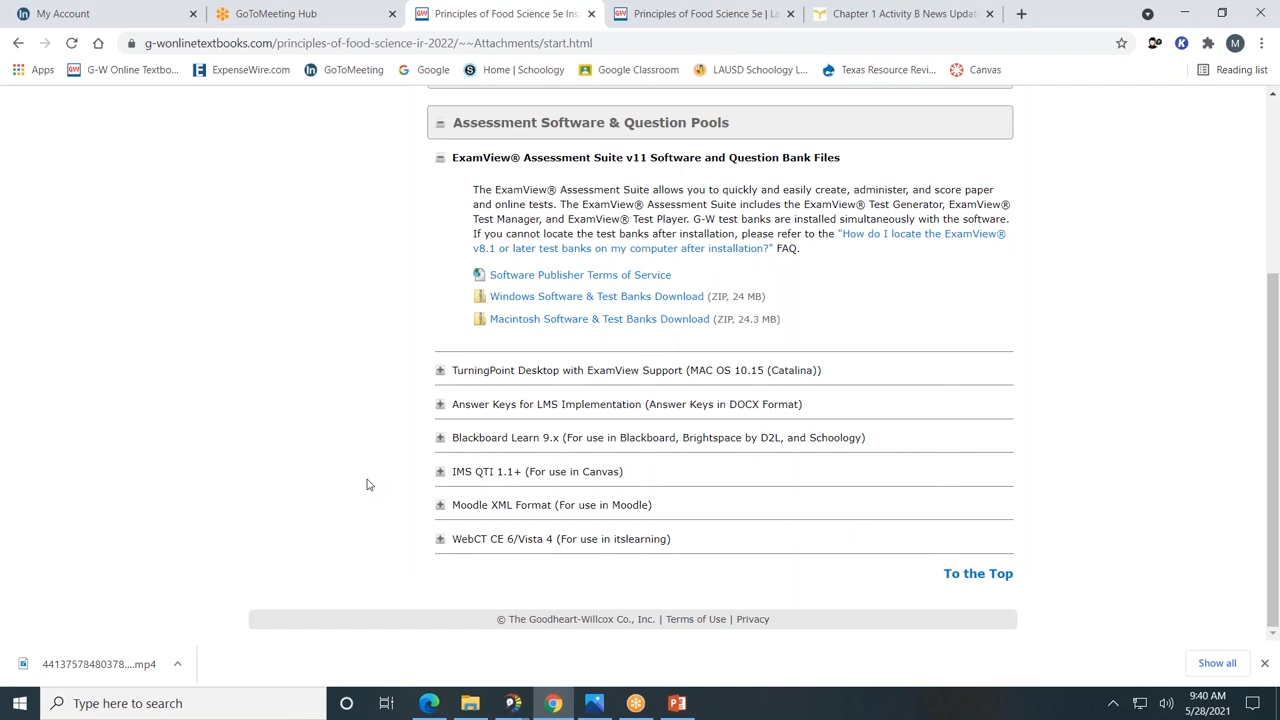 My Account
GoToMeeting Hub
Principles of Food Science 5e Ins
Principles of Food Science 5e | La
Chapter 1 Activity B News Updat
g-wonlinetextbooks.com/principles-of-food-science-ir-2022/~~Attachments/start.html
M
Apps
G-W Online Textbo...
ExpenseWire.com
GoToMeeting
Google
Home | Schoology
Google Classroom
LAUSD Schoology L...
Texas Resource Revi...
Canvas
Reading list
Assessment Software & Question Pools
ExamView® Assessment Suite v11 Software and Question Bank Files
The ExamView® Assessment Suite allows you to quickly and easily create, administer, and score paper
and online tests. The ExamView® Assessment Suite includes the ExamView® Test Generator, ExamView®
Test Manager, and ExamView® Test Player. G-W test banks are installed simultaneously with the software.
If you cannot locate the test banks after installation, please refer to the "How do I locate the ExamView®
v8.1 or later test banks on my computer after installation?" FAQ.
Software Publisher Terms of Service
Windows Software & Test Banks Download (ZIP, 24 MB)
Macintosh Software & Test Banks Download (ZIP, 24.3 MB)
TurningPoint Desktop with ExamView Support (MAC OS 10.15 (Catalina))
Answer Keys for LMS Implementation (Answer Keys in DOCX Format)
Blackboard Learn 9.x (For use in Blackboard, Brightspace by D2L, and Schoology)
IMS QTI 1.1+ (For use in Canvas)
Moodle XML Format (For use in Moodle)
WebCT CE 6/Vista 4 (For use in itslearning)
To the Top
© The Goodheart-Willcox Co., Inc. | Terms of Use | Privacy
44137578480378....mp4
Show all
Type here to search
9:40 AM
5/28/2021